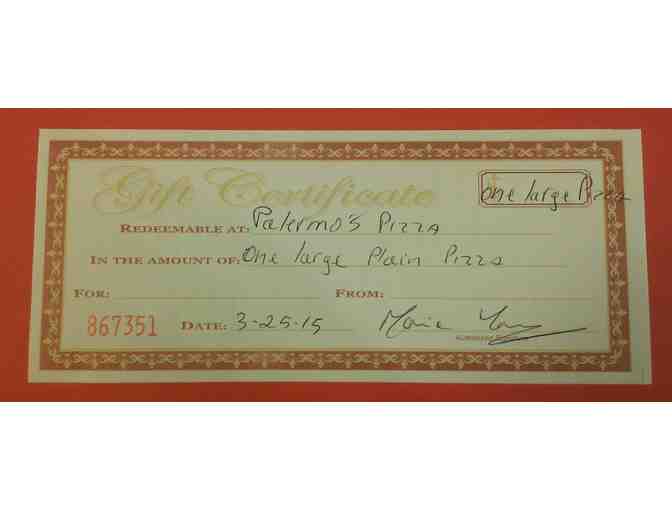 Gift Certificate
One large Pizza
REDEEMABLE AT: Palermo's Pizza
IN THE AMOUNT OF: One large Plain Pizza
FOR: FROM:
867351 DATE: 3-25-15 Maria